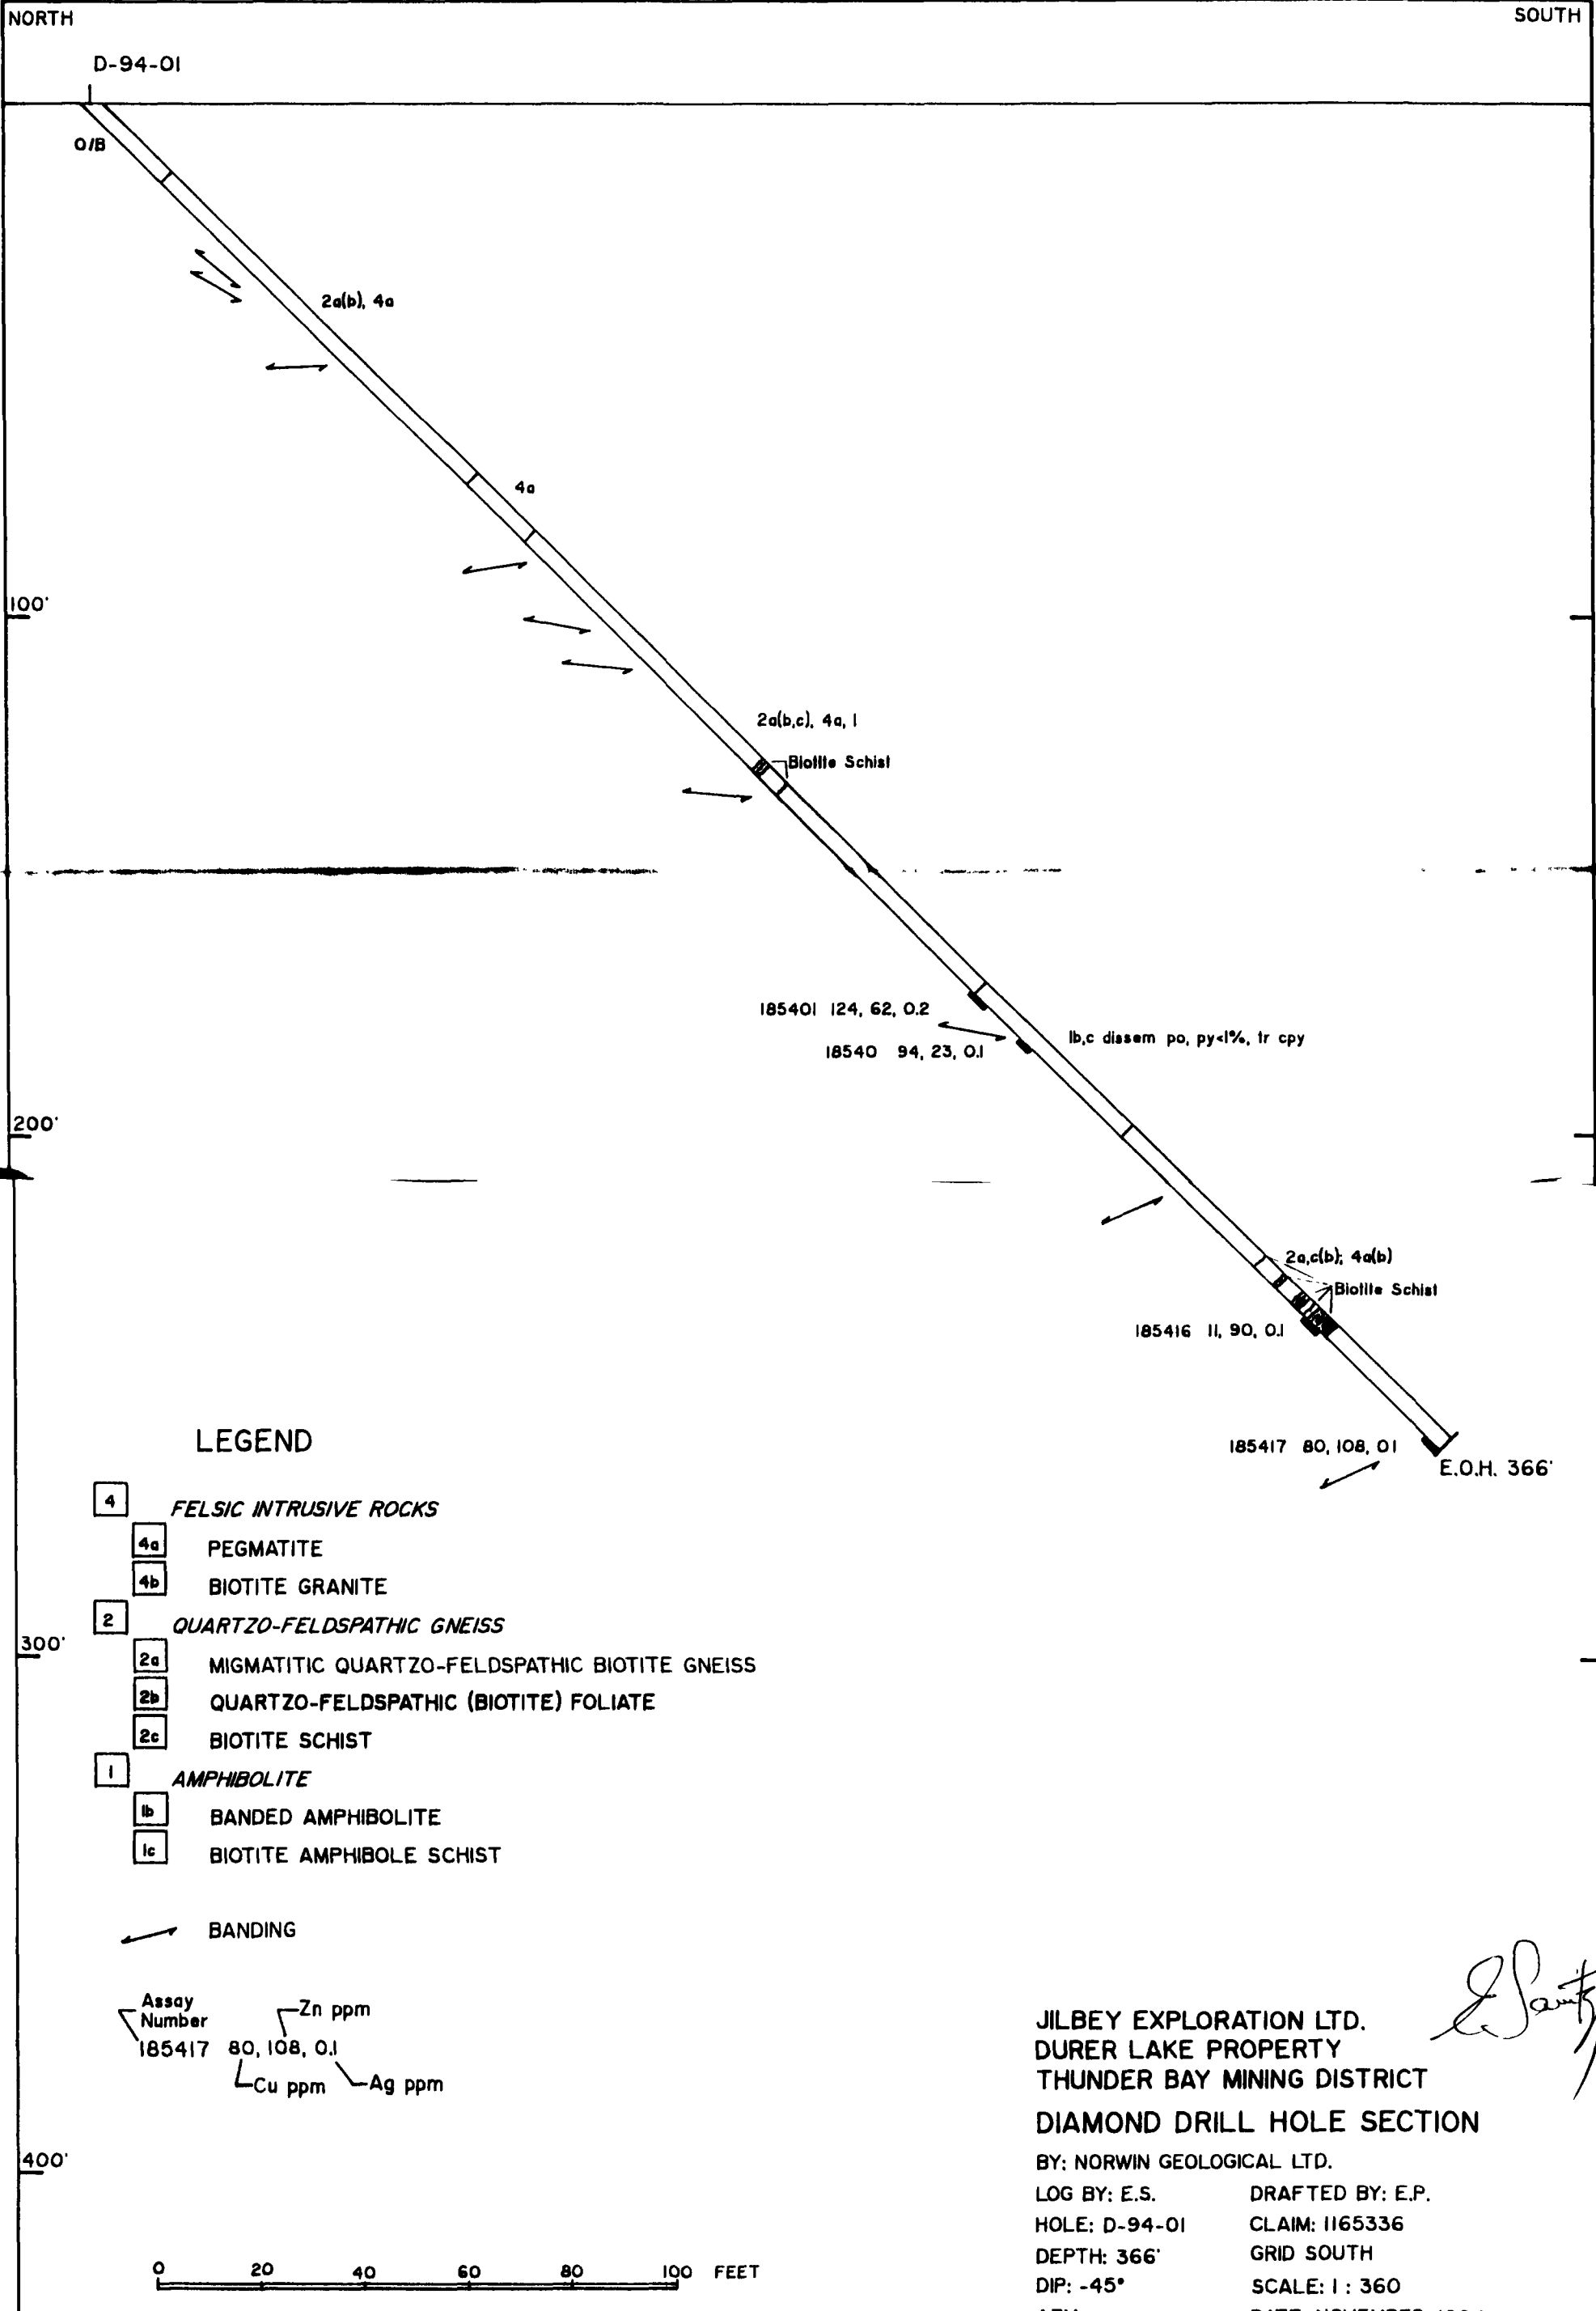 NORTH
SOUTH
D-94-01
O/B
2a(b), 4a
4a
100'
2a(b,c), 4a, 1
Biotite Schist
185401 124, 62, 0.2
18540 94, 23, 0.1
1b,c dissem po, py<1%, tr cpy
200'
2a,c(b); 4a(b)
Biotite Schist
185416 11, 90, 0.1
185417 80, 108, 01
E.O.H. 366'
LEGEND
4 FELSIC INTRUSIVE ROCKS
4a PEGMATITE
4b BIOTITE GRANITE
2 QUARTZO-FELDSPATHIC GNEISS
300'
2a MIGMATITIC QUARTZO-FELDSPATHIC BIOTITE GNEISS
2b QUARTZO-FELDSPATHIC (BIOTITE) FOLIATE
2c BIOTITE SCHIST
1 AMPHIBOLITE
1b BANDED AMPHIBOLITE
1c BIOTITE AMPHIBOLE SCHIST
BANDING
Assay
Number
Zn ppm
185417 80, 108, 0.1
Cu ppm
Ag ppm
JILBEY EXPLORATION LTD.
DURER LAKE PROPERTY
THUNDER BAY MINING DISTRICT
DIAMOND DRILL HOLE SECTION
BY: NORWIN GEOLOGICAL LTD.
400'
LOG BY: E.S. DRAFTED BY: E.P.
HOLE: D-94-01 CLAIM: 1165336
DEPTH: 366' GRID SOUTH
DIP: -45° SCALE: 1 : 360
0 20 40 60 80 100 FEET